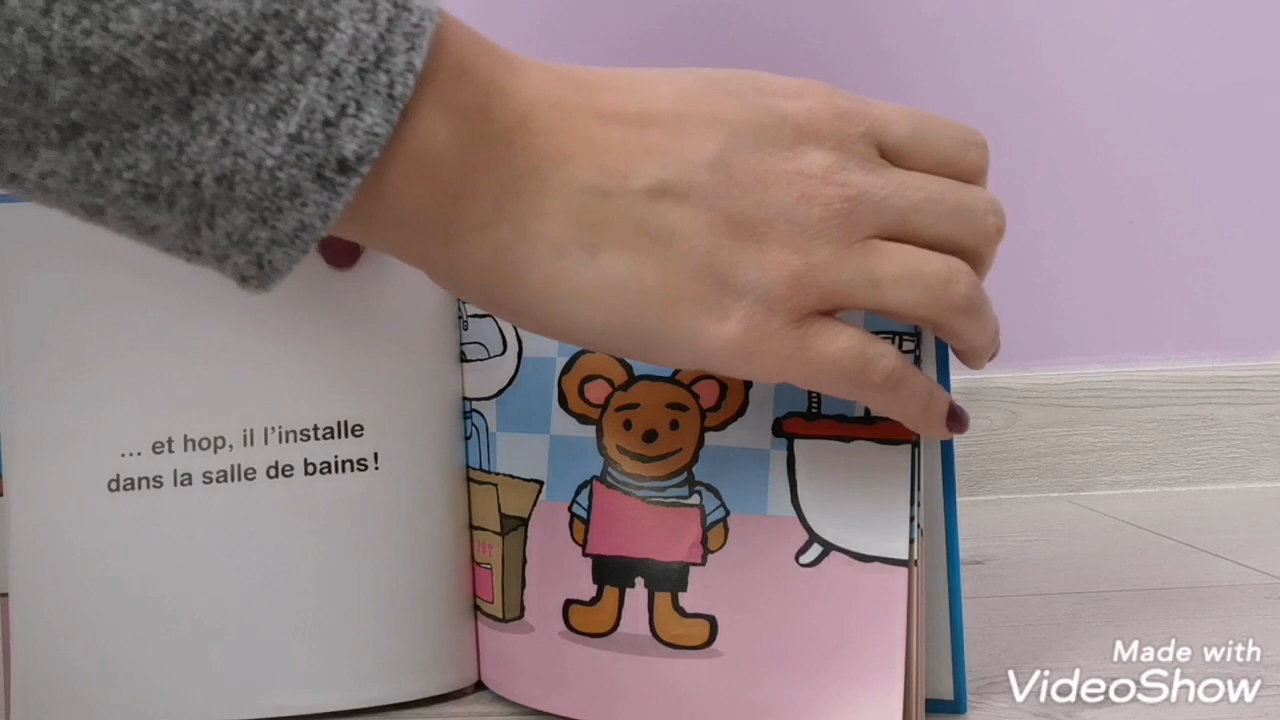 ... et hop, il l'installe
dans la salle de bains !
Made with
VideoShow